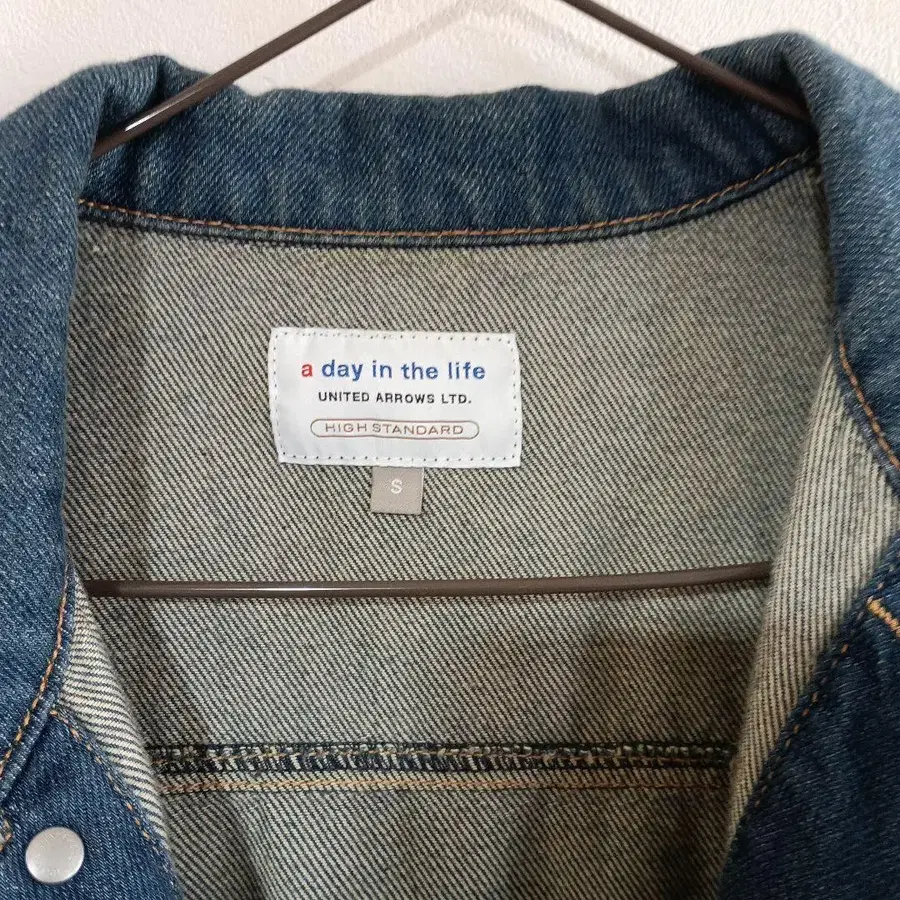 a day in the life
UNITED ARROWS LTD.
HIGH STANDARD
S